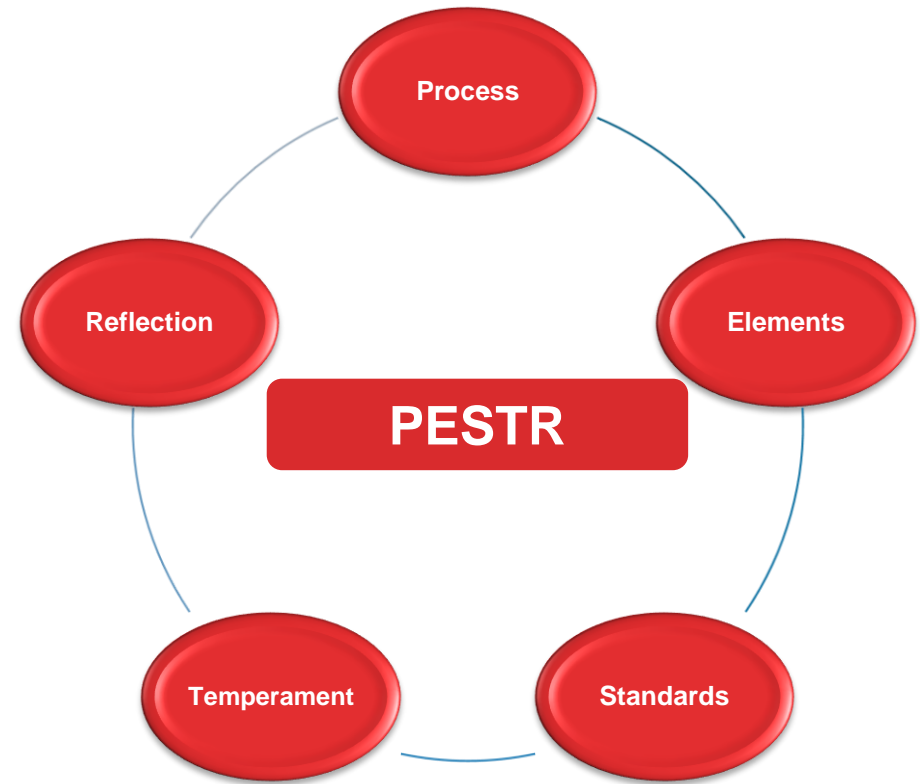 Process
Elements
Standards
Temperament
Reflection
PESTR